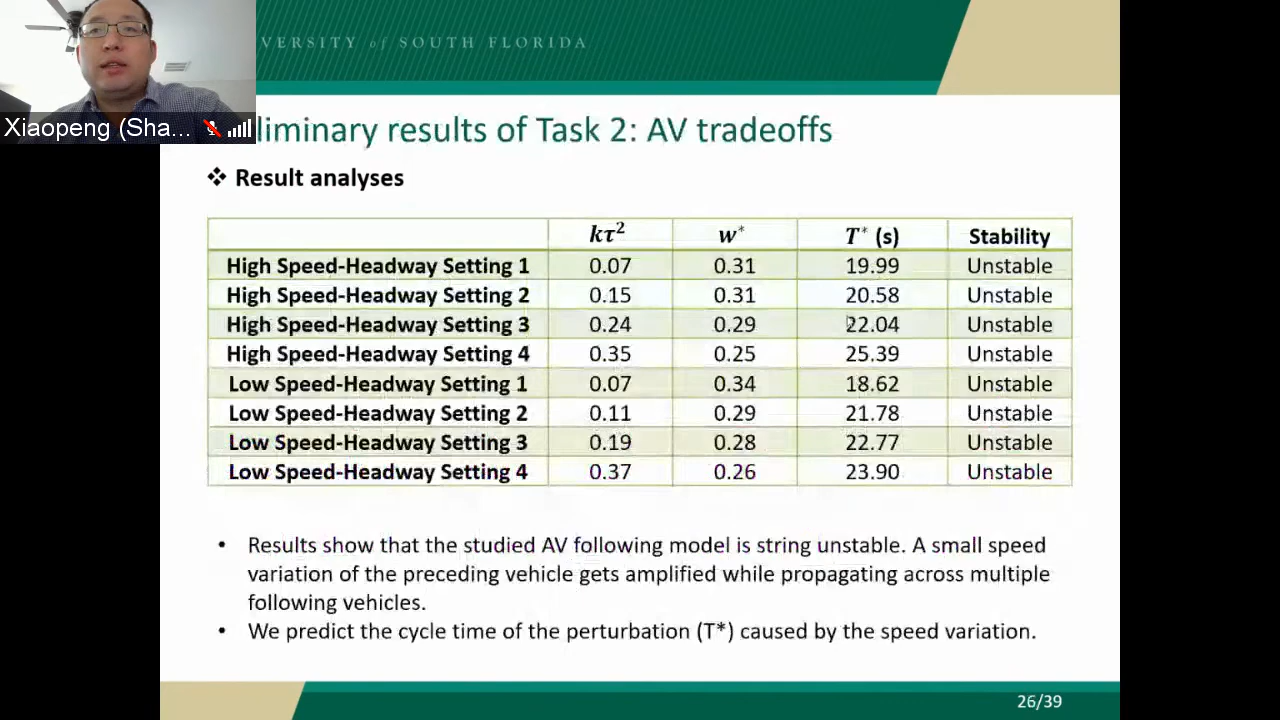 VERSITY of SOUTH FLORIDA
Xiaopeng (Sha...
liminary results of Task 2: AV tradeoffs
❖ Result analyses
kτ² w* T* (s) Stability
High Speed-Headway Setting 1 0.07 0.31 19.99 Unstable
High Speed-Headway Setting 2 0.15 0.31 20.58 Unstable
High Speed-Headway Setting 3 0.24 0.29 22.04 Unstable
High Speed-Headway Setting 4 0.35 0.25 25.39 Unstable
Low Speed-Headway Setting 1 0.07 0.34 18.62 Unstable
Low Speed-Headway Setting 2 0.11 0.29 21.78 Unstable
Low Speed-Headway Setting 3 0.19 0.28 22.77 Unstable
Low Speed-Headway Setting 4 0.37 0.26 23.90 Unstable
• Results show that the studied AV following model is string unstable. A small speed
variation of the preceding vehicle gets amplified while propagating across multiple
following vehicles.
• We predict the cycle time of the perturbation (T*) caused by the speed variation.
26/39